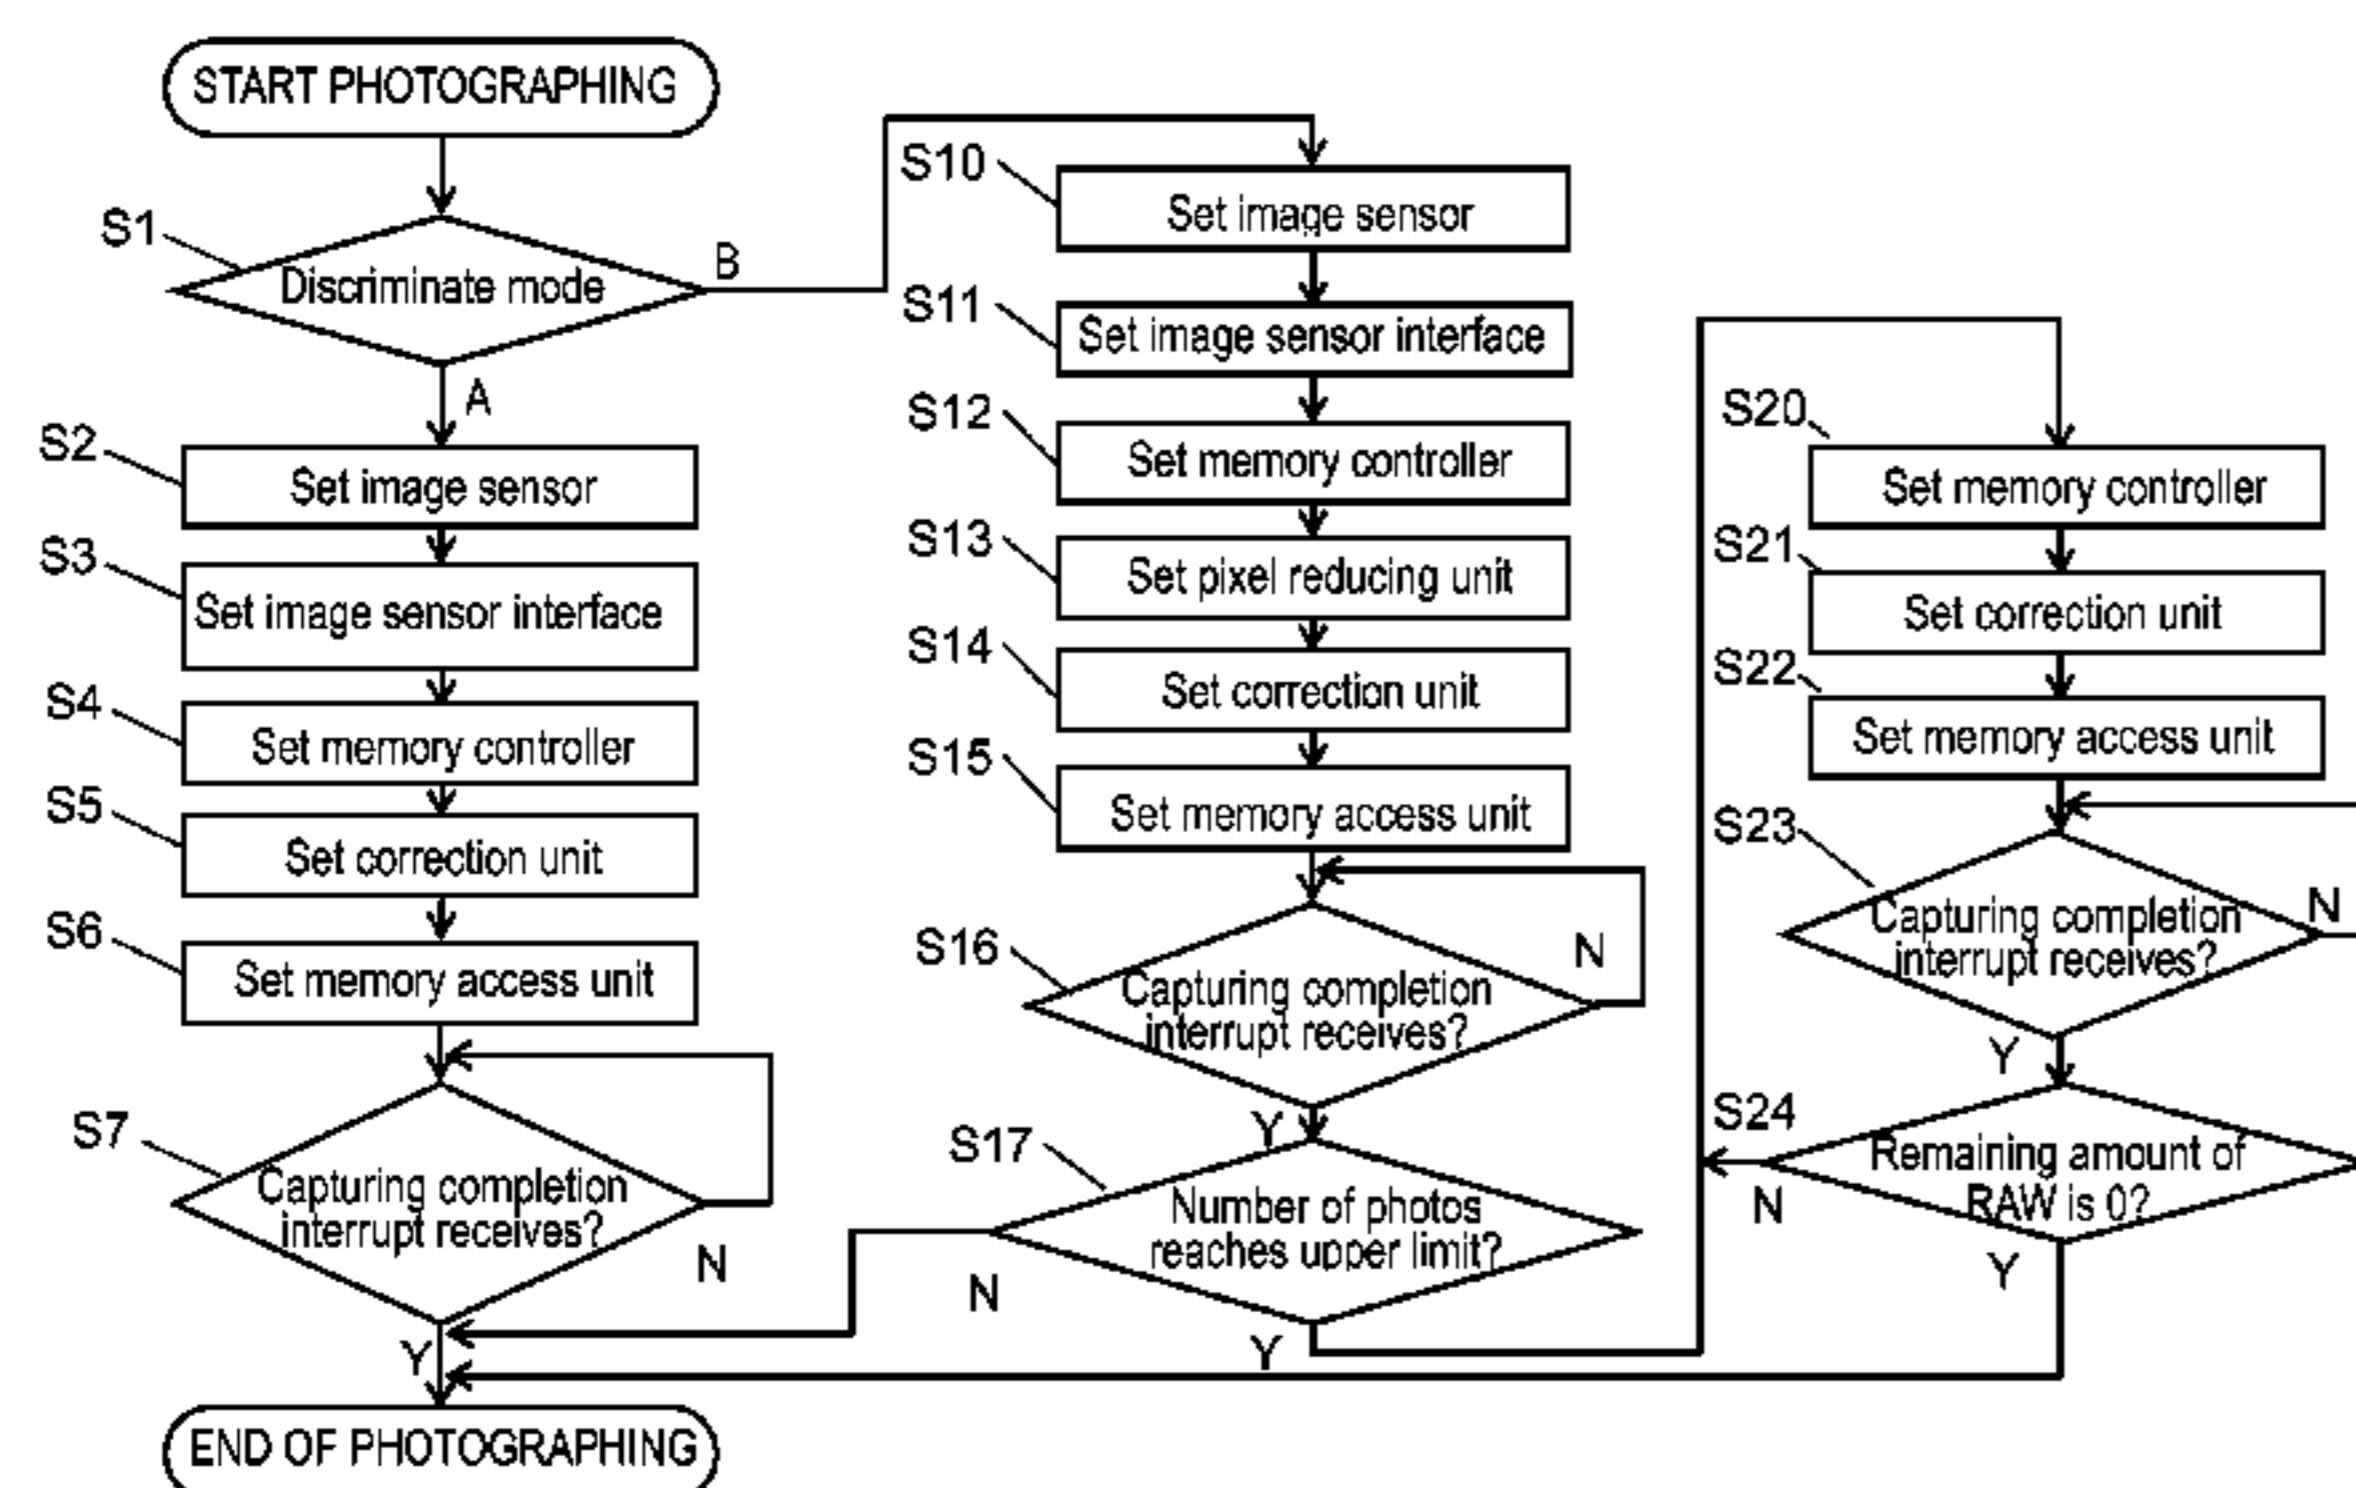 START PHOTOGRAPHING
S1
Discriminate mode
B
A
S2
Set image sensor
S3
Set image sensor interface
S4
Set memory controller
S5
Set correction unit
S6
Set memory access unit
S7
Capturing completion
interrupt receives?
N
Y
END OF PHOTOGRAPHING
S10
Set image sensor
S11
Set image sensor interface
S12
Set memory controller
S13
Set pixel reducing unit
S14
Set correction unit
S15
Set memory access unit
S16
Capturing completion
interrupt receives?
N
Y
S17
Number of photos
reaches upper limit?
N
Y
S20
Set memory controller
S21
Set correction unit
S22
Set memory access unit
S23
Capturing completion
interrupt receives?
N
Y
S24
Remaining amount of
RAW is 0?
N
Y